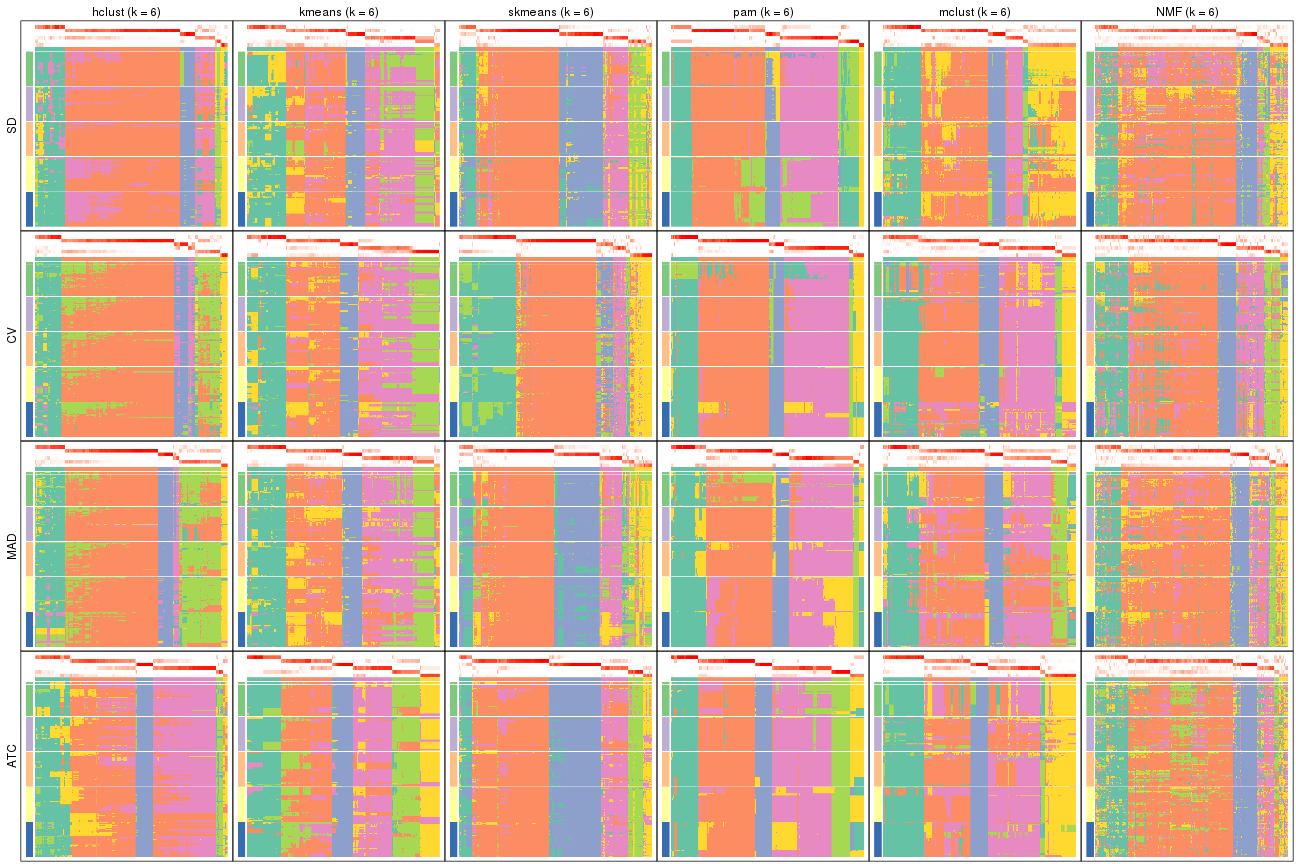 hclust (k = 6) kmeans (k = 6) skmeans (k = 6) pam (k = 6) mclust (k = 6) NMF (k = 6)
SD
CV
MAD
ATC